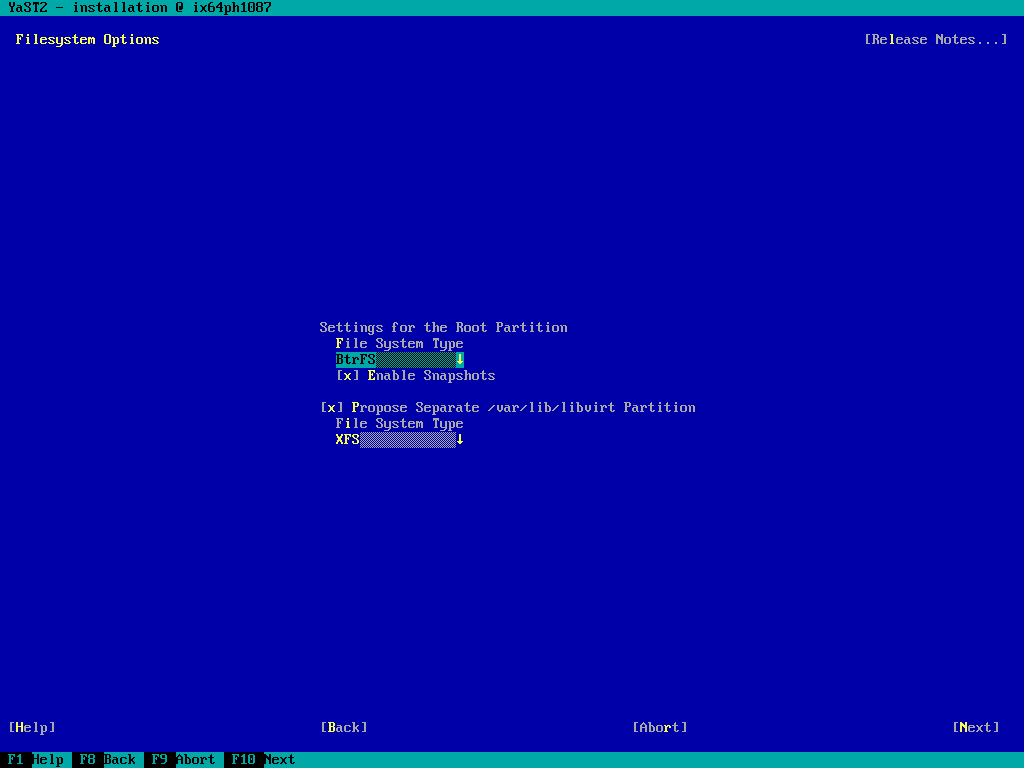 YaST2 - installation @ ix64ph1087
Filesystem Options [Release Notes...]
Settings for the Root Partition
File System Type
BtrFS↓
[x] Enable Snapshots
[x] Propose Separate /var/lib/libvirt Partition
File System Type
XFS↓
[Help] [Back] [Abort] [Next]
F1 Help F8 Back F9 Abort F10 Next